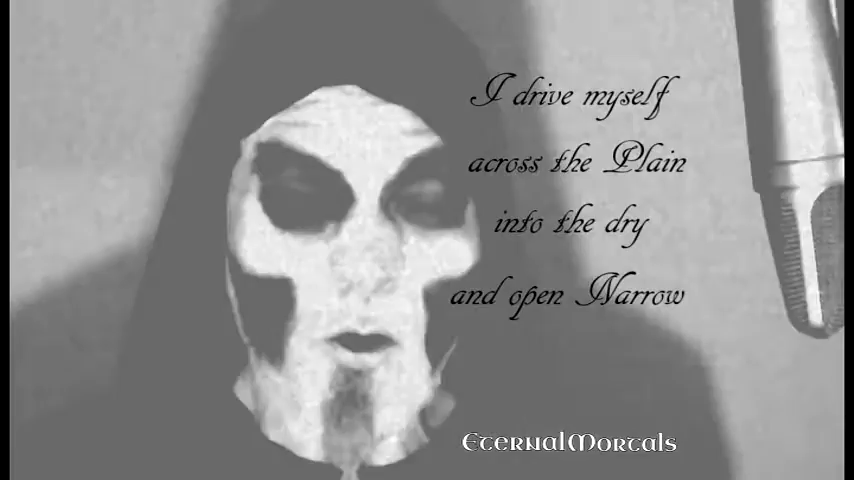 I drive myself
across the Plain
into the dry
and open Narrow
EternalMortals